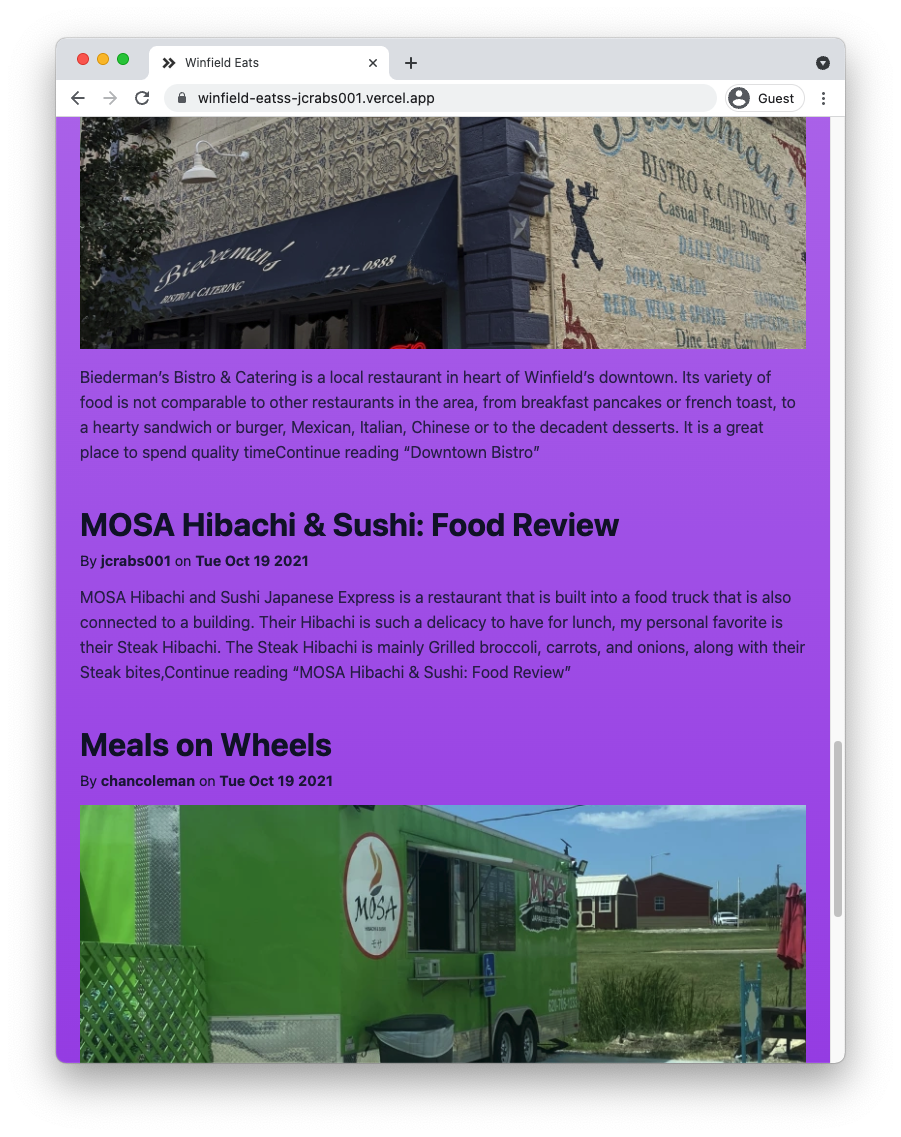 Winfield Eats
winfield-eatss-jcrabs001.vercel.app
Guest
Biederman's
BISTRO & CATERING
221-0888
Biederman's
BISTRO & CATERING
Casual Family Dining
DAILY SPECIALS
SOUPS, SALADS
BEER, WINE & SPIRITS
Dine In or Carry Out
Biederman’s Bistro & Catering is a local restaurant in heart of Winfield’s downtown. Its variety of
food is not comparable to other restaurants in the area, from breakfast pancakes or french toast, to
a hearty sandwich or burger, Mexican, Italian, Chinese or to the decadent desserts. It is a great
place to spend quality timeContinue reading “Downtown Bistro”
MOSA Hibachi & Sushi: Food Review
By jcrabs001 on Tue Oct 19 2021
MOSA Hibachi and Sushi Japanese Express is a restaurant that is built into a food truck that is also
connected to a building. Their Hibachi is such a delicacy to have for lunch, my personal favorite is
their Steak Hibachi. The Steak Hibachi is mainly Grilled broccoli, carrots, and onions, along with their
Steak bites,Continue reading “MOSA Hibachi & Sushi: Food Review”
Meals on Wheels
By chancoleman on Tue Oct 19 2021
MOSA
MOSA